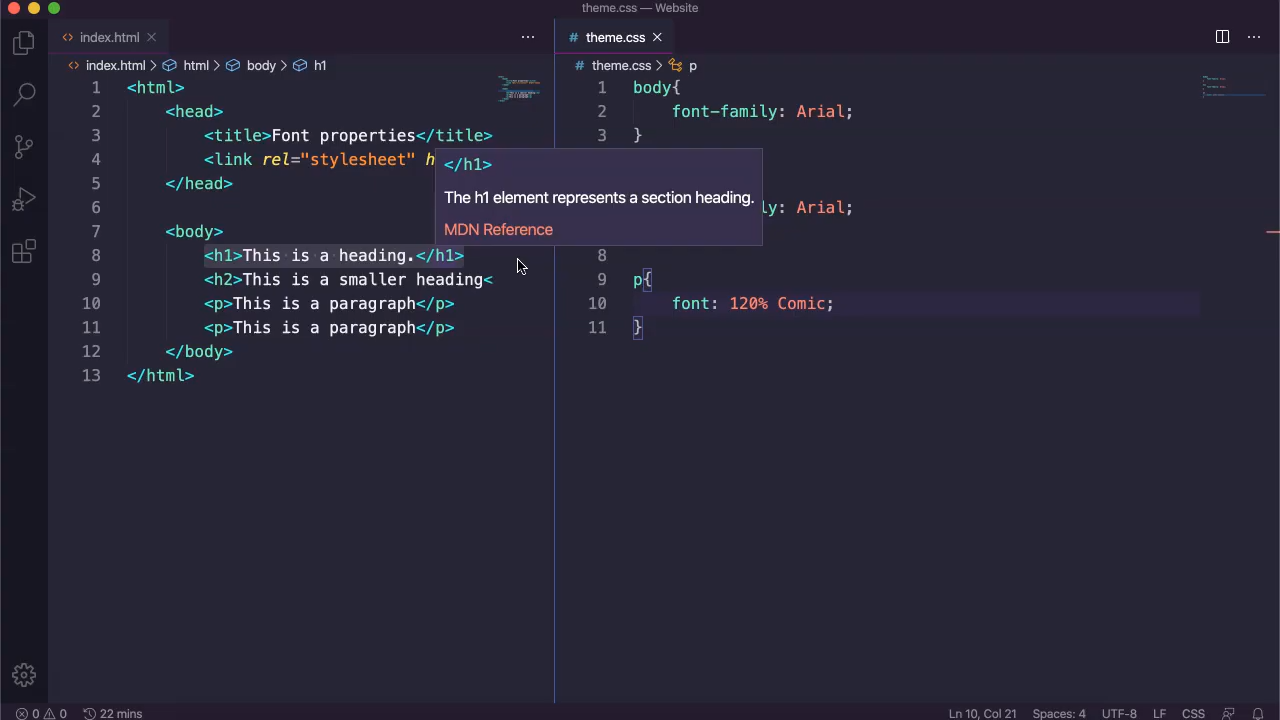 theme.css — Website
index.html
theme.css
index.html > html > body > h1
theme.css > p
1 <html>
2 <head>
3 <title>Font properties</title>
4 <link rel="stylesheet" h
5 </head>
6
7 <body>
8 <h1>This is a heading.</h1>
9 <h2>This is a smaller heading<
10 <p>This is a paragraph</p>
11 <p>This is a paragraph</p>
12 </body>
13 </html>
</h1>
The h1 element represents a section heading.
MDN Reference
1 body{
2 font-family: Arial;
3 }
ly: Arial;
8
9 p{
10 font: 120% Comic;
11 }
0 0 22 mins
Ln 10, Col 21 Spaces: 4 UTF-8 LF CSS